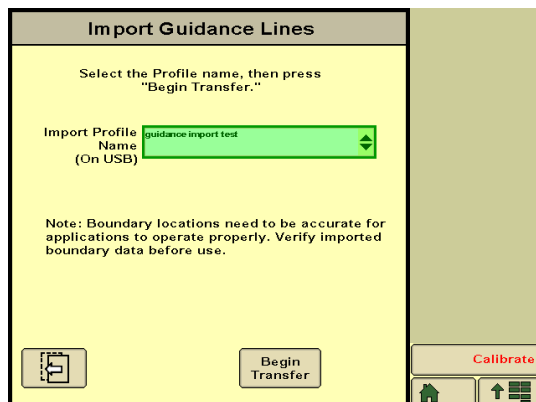 Import Guidance Lines
Select the Profile name, then press
"Begin Transfer."
Import Profile
Name
(On USB)
guidance import test
Note: Boundary locations need to be accurate for
applications to operate properly. Verify imported
boundary data before use.
Begin
Transfer
Calibrate